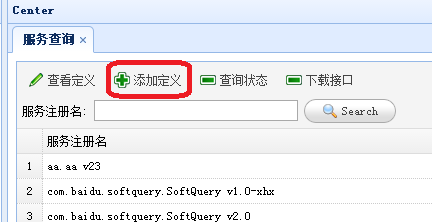 Center
服务查询 ×
查看定义 添加定义 查询状态 下载接口
服务注册名: Search
服务注册名
1 aa.aa v23
2 com.baidu.softquery.SoftQuery v1.0-xhx
3 com.baidu.softquery.SoftQuery v2.0